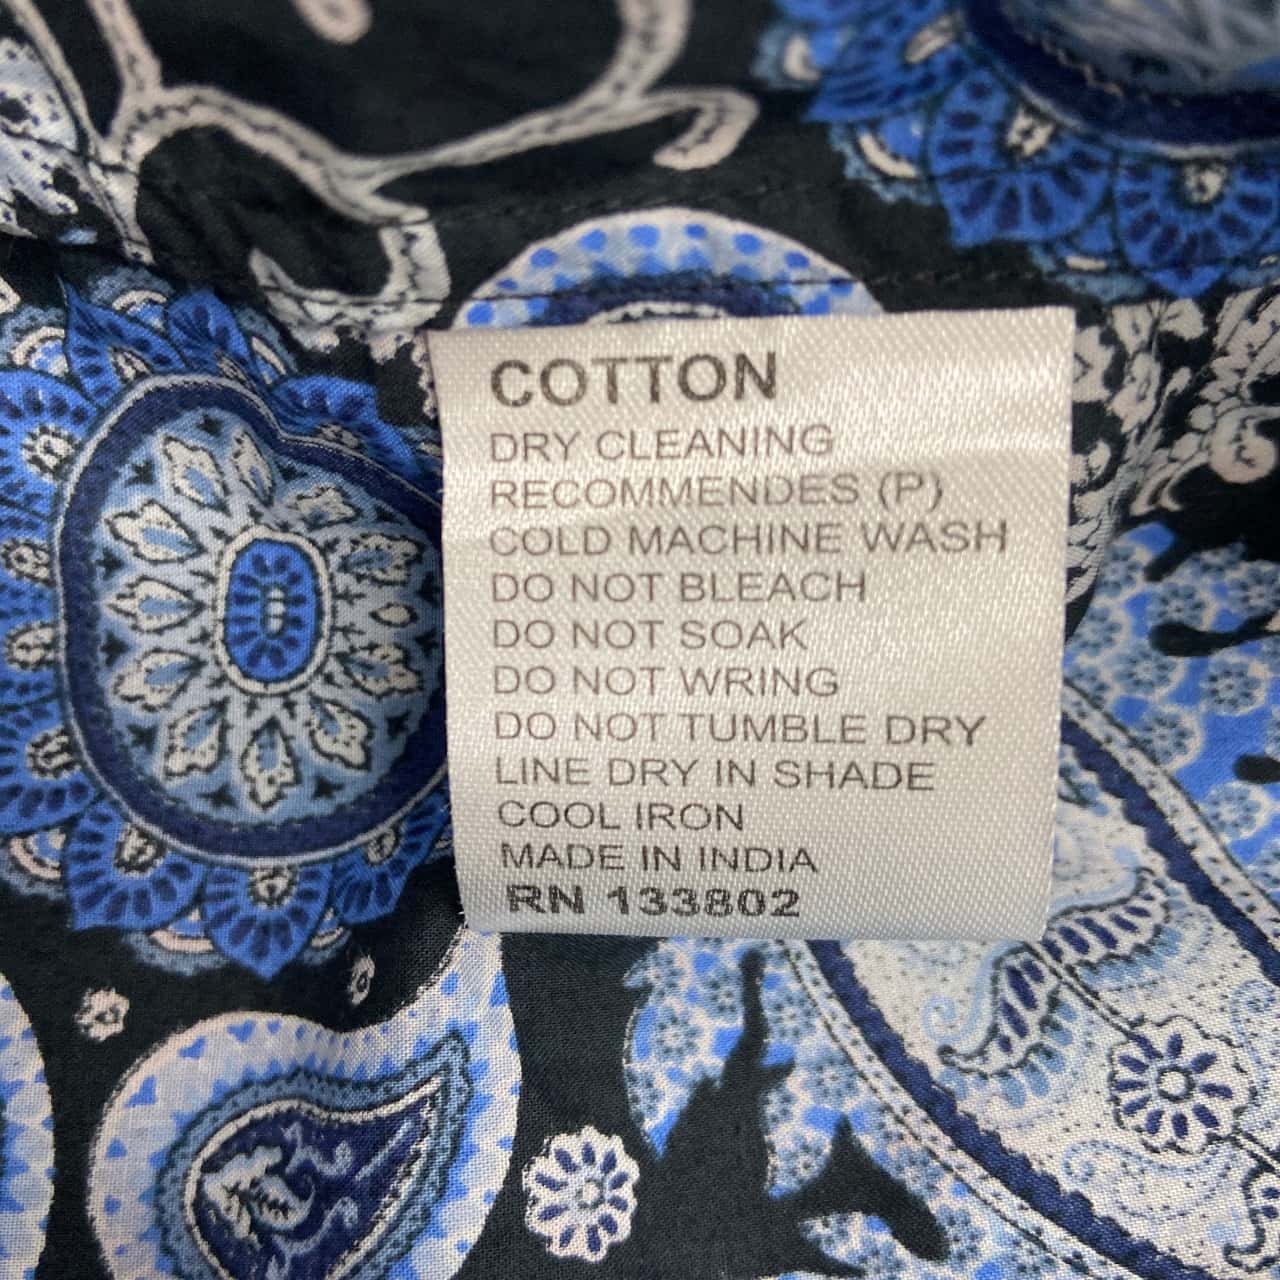 COTTON
DRY CLEANING
RECOMMENDES (P)
COLD MACHINE WASH
DO NOT BLEACH
DO NOT SOAK
DO NOT WRING
DO NOT TUMBLE DRY
LINE DRY IN SHADE
COOL IRON
MADE IN INDIA
RN 133802